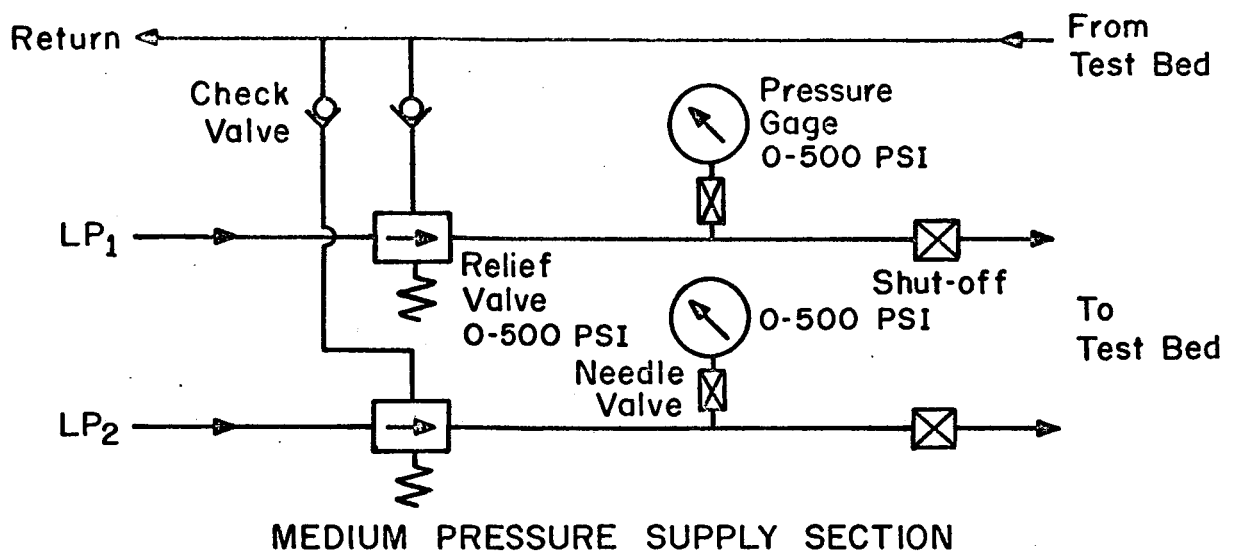 Return
From
Test Bed
Check
Valve
Pressure
Gage
0-500 PSI
LP₁
Relief
Valve
0-500 PSI
Shut-off
0-500 PSI
To
Test Bed
Needle
Valve
LP₂
MEDIUM PRESSURE SUPPLY SECTION